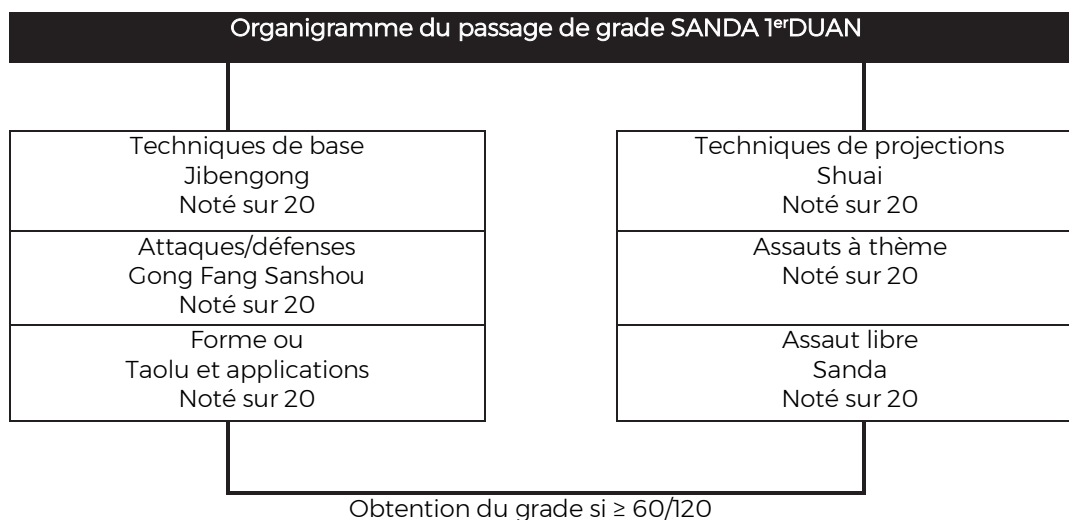 Organigramme du passage de grade SANDA 1erDUAN
Techniques de base
Jibengong
Noté sur 20
Attaques/défenses
Gong Fang Sanshou
Noté sur 20
Forme ou
Taolu et applications
Noté sur 20
Techniques de projections
Shuai
Noté sur 20
Assauts à thème
Noté sur 20
Assaut libre
Sanda
Noté sur 20
Obtention du grade si ≥ 60/120